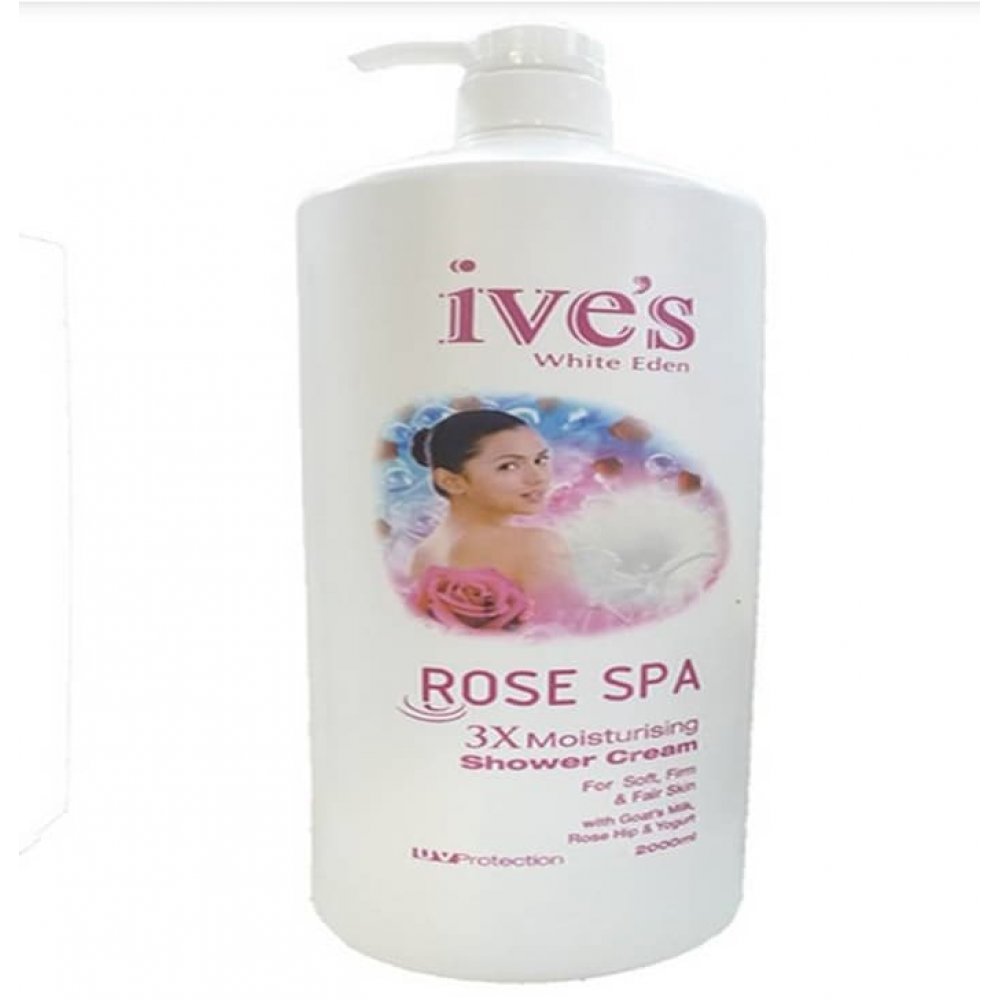 ive's
White Eden
ROSE SPA
3X Moisturising
Shower Cream
For Soft, Firm
& Fair Skin
with Goat's Milk,
Rose Hip & Yogurt
2000ml
UV Protection